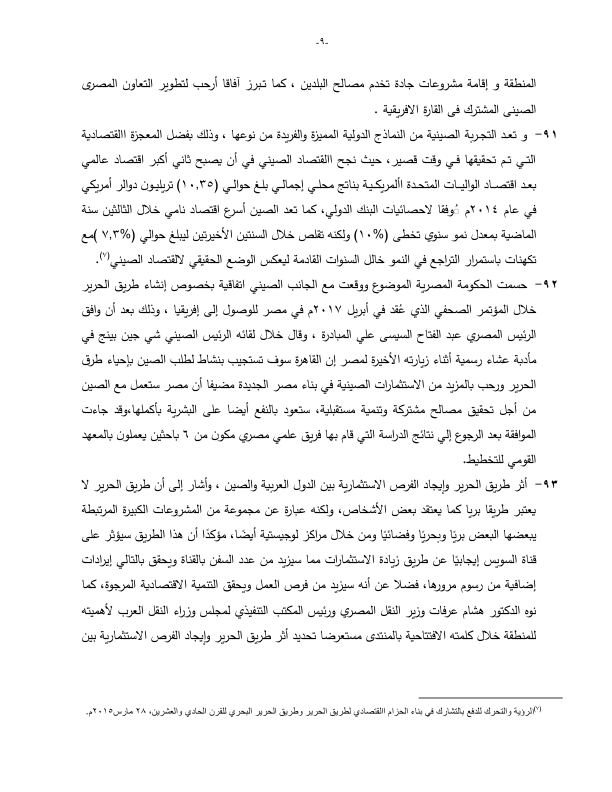 -٩-
المنطقة و إقامة مشروعات جادة تخدم مصالح البلدين ، كما تبرز آفاقا أرحب لتطوير التعاون المصرى
الصينى المشترك فى القارة الافريقية .
٩١- و تعد التجربة الصينية من النماذج الدولية المميزة والفريدة من نوعها ، وذلك بفضل المعجزة االقتصادية
التي تم تحقيقها في وقت قصير، حيث نجح االقتصاد الصيني في أن يصبح ثاني أكبر اقتصاد عالمي
بعد اقتصاد الواليات المتحدة األمريكية بناتج محلي إجمالي بلغ حوالي (١٠,٣٥) تريليون دوالر أمريكي
في عام ٢٠١٤م ُوفقا لاحصائيات البنك الدولي، كما تعد الصين أسرع اقتصاد نامي خلال الثالثين سنة
الماضية بمعدل نمو سنوي تخطى (%١٠) ولكنه تقلص خلال السنتين الأخيرتين ليبلغ حوالي (%٧,٣ )مع
تكهنات باستمرار التراجع في النمو خالل السنوات القادمة ليعكس الوضع الحقيقي لالقتصاد الصيني(٧).
٩٢- حسمت الحكومة المصرية الموضوع ووقعت مع الجانب الصيني اتفاقية بخصوص إنشاء طريق الحرير
خلال المؤتمر الصحفي الذي عُقد في أبريل ٢٠١٧م في مصر للوصول إلى إفريقيا ، وذلك بعد أن وافق
الرئيس المصري عبد الفتاح السيسى علي المبادرة ، وقال خلال لقائه الرئيس الصيني شي جين بينج في
مأدبة عشاء رسمية أثناء زيارته الأخيرة لمصر إن القاهرة سوف تستجيب بنشاط لطلب الصين بإحياء طرق
الحرير ورحب بالمزيد من الاستثمارات الصينية في بناء مصر الجديدة مضيفا أن مصر ستعمل مع الصين
من أجل تحقيق مصالح مشتركة وتنمية مستقبلية، ستعود بالنفع أيضا على البشرية بأكملها،وقد جاءت
الموافقة بعد الرجوع إلي نتائج الدراسة التي قام بها فريق علمي مصري مكون من ٦ باحثين يعملون بالمعهد
القومي للتخطيط.
٩٣- أثر طريق الحرير وإيجاد الفرص الاستثمارية بين الدول العربية والصين ، وأشار إلى أن طريق الحرير لا
يعتبر طريقا بريا كما يعتقد بعض الأشخاص، ولكنه عبارة عن مجموعة من المشروعات الكبيرة المرتبطة
ببعضها البعض بريًا وبحريًا وفضائيًا ومن خلال مراكز لوجيستية أيضًا، مؤكدًا أن هذا الطريق سيؤثر على
قناة السويس إيجابيًا عن طريق زيادة الاستثمارات مما سيزيد من عدد السفن بالقناة ويحقق بالتالي إيرادات
إضافية من رسوم مرورها، فضلا عن أنه سيزيد من فرص العمل ويحقق التنمية الاقتصادية المرجوة، كما
نوه الدكتور هشام عرفات وزير النقل المصري ورئيس المكتب التنفيذي لمجلس وزراء النقل العرب لأهميته
للمنطقة خلال كلمته الافتتاحية بالمنتدى مستعرضا تحديد أثر طريق الحرير وإيجاد الفرص الاستثمارية بين
(٧)الرؤية والتحرك للدفع بالتشارك في بناء الحزام االقتصادي لطريق الحرير وطريق الحرير البحري للقرن الحادي والعشرين، ٢٨ مارس٢٠١٥م.